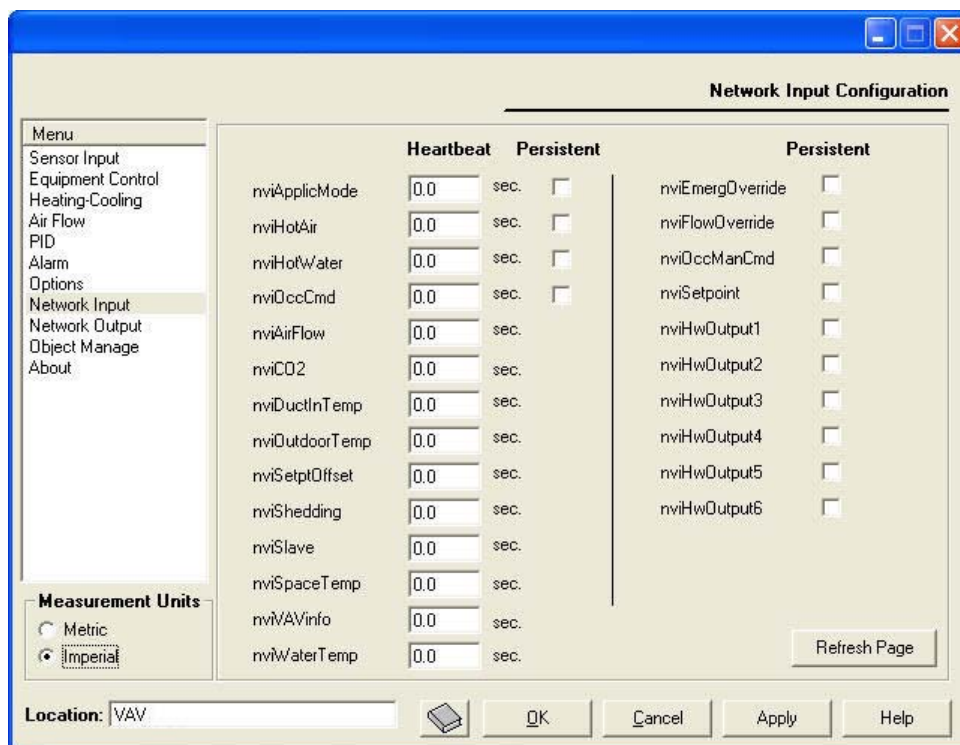 Network Input Configuration
Menu
Sensor Input
Equipment Control
Heating-Cooling
Air Flow
PID
Alarm
Options
Network Input
Network Output
Object Manage
About
Measurement Units
Metric
Imperial
Heartbeat Persistent
nviApplicMode 0.0 sec.
nviHotAir 0.0 sec.
nviHotWater 0.0 sec.
nviOccCmd 0.0 sec.
nviAirFlow 0.0 sec.
nviCO2 0.0 sec.
nviDuctInTemp 0.0 sec.
nviOutdoorTemp 0.0 sec.
nviSetptOffset 0.0 sec.
nviShedding 0.0 sec.
nviSlave 0.0 sec.
nviSpaceTemp 0.0 sec.
nviVAVinfo 0.0 sec.
nviWaterTemp 0.0 sec.
Persistent
nviEmergOverride
nviFlowOverride
nviOccManCmd
nviSetpoint
nviHwOutput1
nviHwOutput2
nviHwOutput3
nviHwOutput4
nviHwOutput5
nviHwOutput6
Refresh Page
Location: VAV
OK Cancel Apply Help